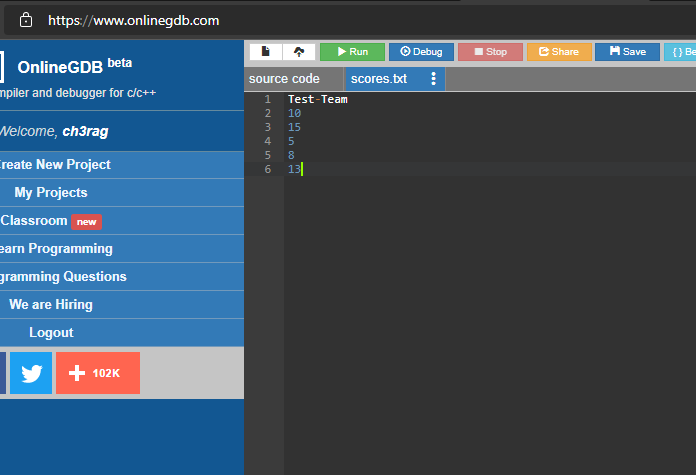 https://www.onlinegdb.com
OnlineGDB beta
mpiler and debugger for c/c++
Welcome, ch3rag
reate New Project
My Projects
Classroom new
earn Programming
gramming Questions
We are Hiring
Logout
102K
Run Debug Stop Share Save { } Be
source code scores.txt
1 Test-Team
2 10
3 15
4 5
5 8
6 13